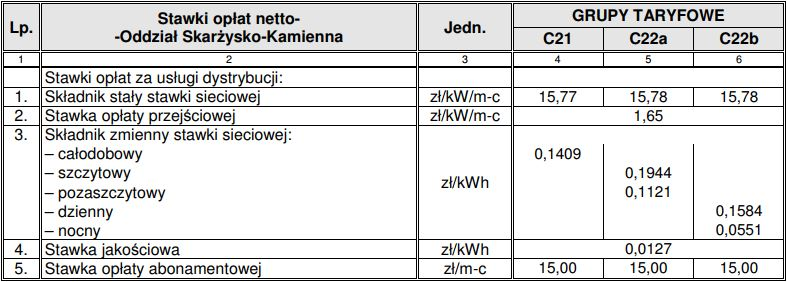 Lp. Stawki opłat netto- Jedn. GRUPY TARYFOWE
-Oddział Skarżysko-Kamienna C21 C22a C22b
1 2 3 4 5 6
Stawki opłat za usługi dystrybucji:
1. Składnik stały stawki sieciowej zł/kW/m-c 15,77 15,78 15,78
2. Stawka opłaty przejściowej zł/kW/m-c 1,65
3. Składnik zmienny stawki sieciowej: zł/kWh
– całodobowy 0,1409
– szczytowy 0,1944
– pozaszczytowy 0,1121
– dzienny 0,1584
– nocny 0,0551
4. Stawka jakościowa zł/kWh 0,0127
5. Stawka opłaty abonamentowej zł/m-c 15,00 15,00 15,00